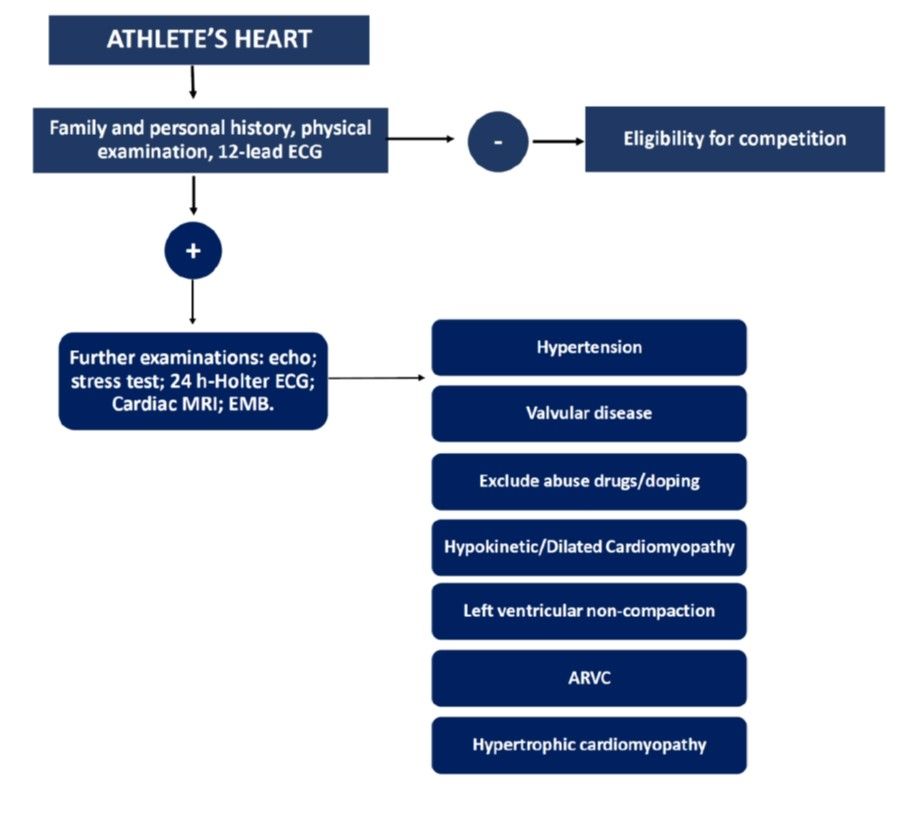 ATHLETE'S HEART
Family and personal history, physical
examination, 12-lead ECG
-
Eligibility for competition
+
Further examinations: echo;
stress test; 24 h-Holter ECG;
Cardiac MRI; EMB.
Hypertension
Valvular disease
Exclude abuse drugs/doping
Hypokinetic/Dilated Cardiomyopathy
Left ventricular non-compaction
ARVC
Hypertrophic cardiomyopathy